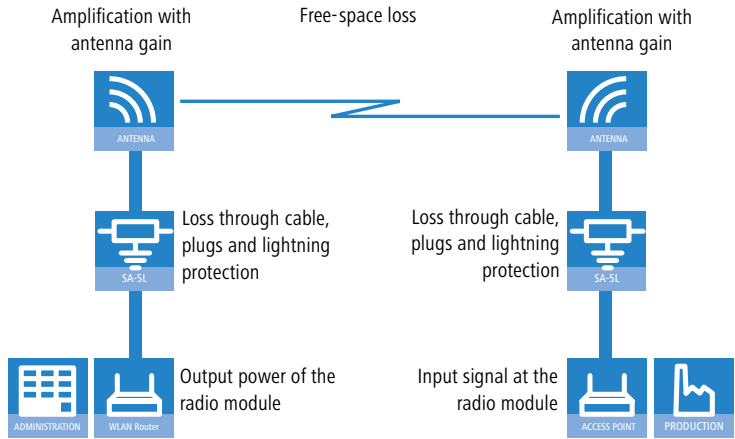 Amplification with
antenna gain
Free-space loss
Amplification with
antenna gain
ANTENNA
ANTENNA
Loss through cable,
plugs and lightning
protection
Loss through cable,
plugs and lightning
protection
SA-5L
SA-5L
Output power of the
radio module
Input signal at the
radio module
ADMINISTRATION
WLAN Router
ACCESS POINT
PRODUCTION